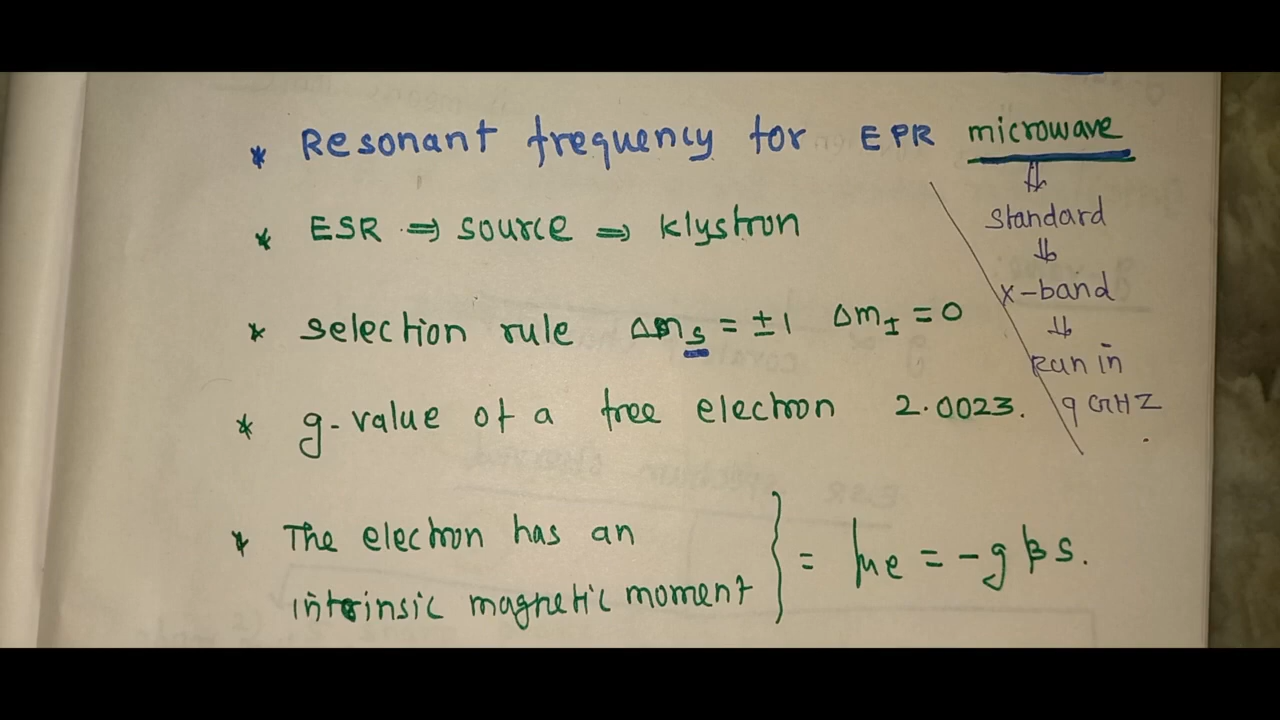 * Resonant frequency for EPR microwave
⇓
standard
⇓
x-band
⇓
Run in
9 GHZ.
* ESR ⇒ source ⇒ klystron
* selection rule Δms = ±1 ΔmI = 0
* g-value of a free electron 2.0023.
* The electron has an
intrinsic magnetic moment } = μe = -gβs.